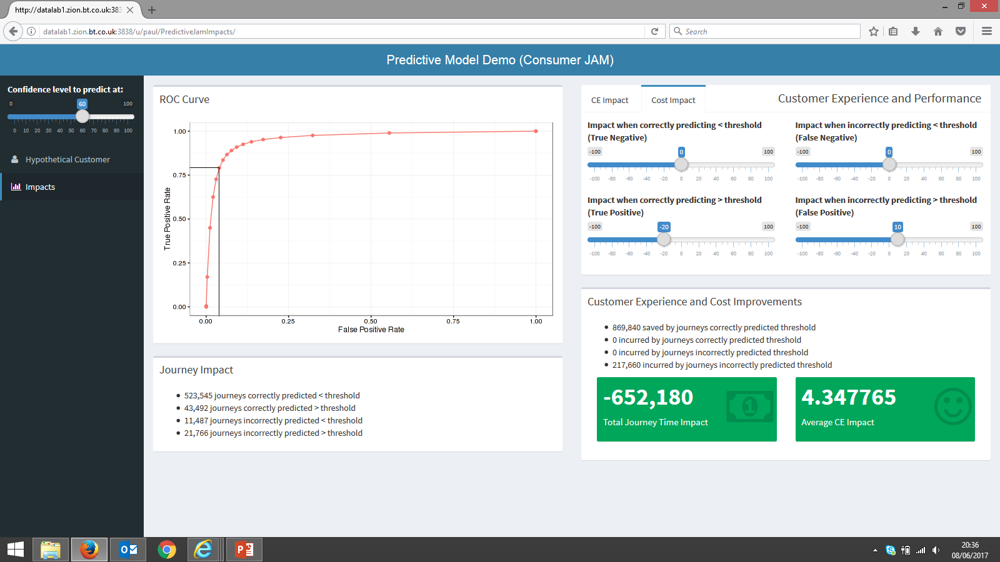 http://datalab1.zion.bt.co.uk:383
datalab1.zion.bt.co.uk:3838/u/paul/PredictiveJamImpacts/
Search
Predictive Model Demo (Consumer JAM)
Confidence level to predict at:
0 60 100
0 10 20 30 40 50 60 70 80 90 100
Hypothetical Customer
Impacts
ROC Curve
1.00
0.75
0.50
0.25
0.00
True Positive Rate
0.00 0.25 0.50 0.75 1.00
False Positive Rate
Journey Impact
523,545 journeys correctly predicted < threshold
43,492 journeys correctly predicted > threshold
11,487 journeys incorrectly predicted < threshold
21,766 journeys incorrectly predicted > threshold
CE Impact
Cost Impact
Customer Experience and Performance
Impact when correctly predicting < threshold
(True Negative)
-100 0 100
-100 -80 -60 -40 -20 0 20 40 60 80 100
Impact when incorrectly predicting < threshold
(False Negative)
-100 0 100
-100 -80 -60 -40 -20 0 20 40 60 80 100
Impact when correctly predicting > threshold
(True Positive)
-100 -20 100
-100 -80 -60 -40 -20 0 20 40 60 80 100
Impact when incorrectly predicting > threshold
(False Positive)
-100 10 100
-100 -80 -60 -40 -20 0 20 40 60 80 100
Customer Experience and Cost Improvements
869,840 saved by journeys correctly predicted threshold
0 incurred by journeys correctly predicted threshold
0 incurred by journeys incorrectly predicted threshold
217,660 incurred by journeys incorrectly predicted threshold
-652,180
Total Journey Time Impact
1
4.347765
Average CE Impact
20:36
08/06/2017